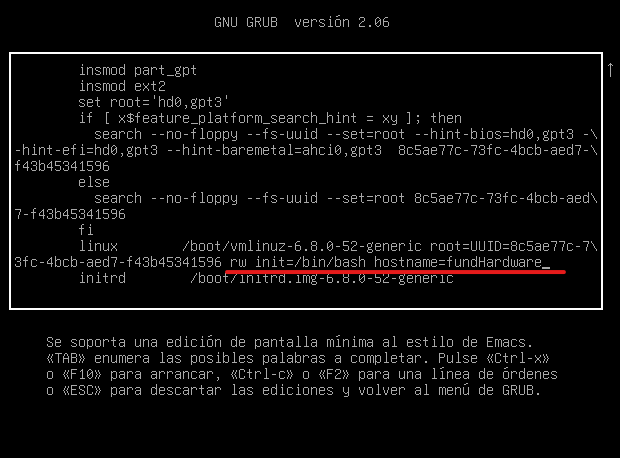 GNU GRUB versión 2.06
insmod part_gpt
insmod ext2
set root='hd0,gpt3'
if [ x$feature_platform_search_hint = xy ]; then
search --no-floppy --fs-uuid --set=root --hint-bios=hd0,gpt3 -\
-hint-efi=hd0,gpt3 --hint-baremetal=ahci0,gpt3 8c5ae77c-73fc-4bcb-aed7-\
f43b45341596
else
search --no-floppy --fs-uuid --set=root 8c5ae77c-73fc-4bcb-aed\
7-f43b45341596
fi
linux /boot/vmlinuz-6.8.0-52-generic root=UUID=8c5ae77c-7\
3fc-4bcb-aed7-f43b45341596 rw init=/bin/bash hostname=fundHardware_
initrd /boot/initrd.img-6.8.0-52-generic
Se soporta una edición de pantalla mínima al estilo de Emacs.
«TAB» enumera las posibles palabras a completar. Pulse «Ctrl-x»
o «F10» para arrancar, «Ctrl-c» o «F2» para una línea de órdenes
o «ESC» para descartar las ediciones y volver al menú de GRUB.